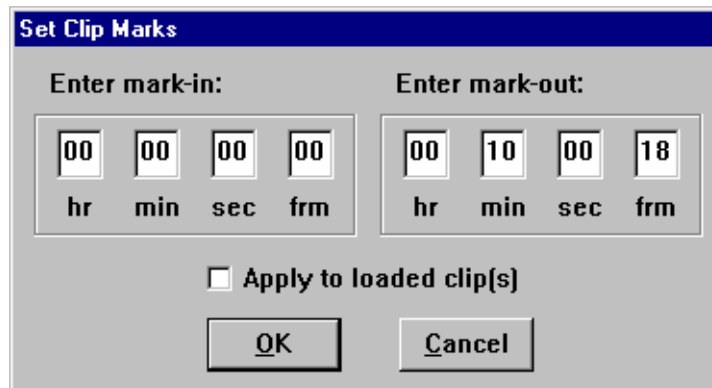 Set Clip Marks
Enter mark-in: Enter mark-out:
00 00 00 00 00 10 00 18
hr min sec frm hr min sec frm
Apply to loaded clip(s)
OK Cancel